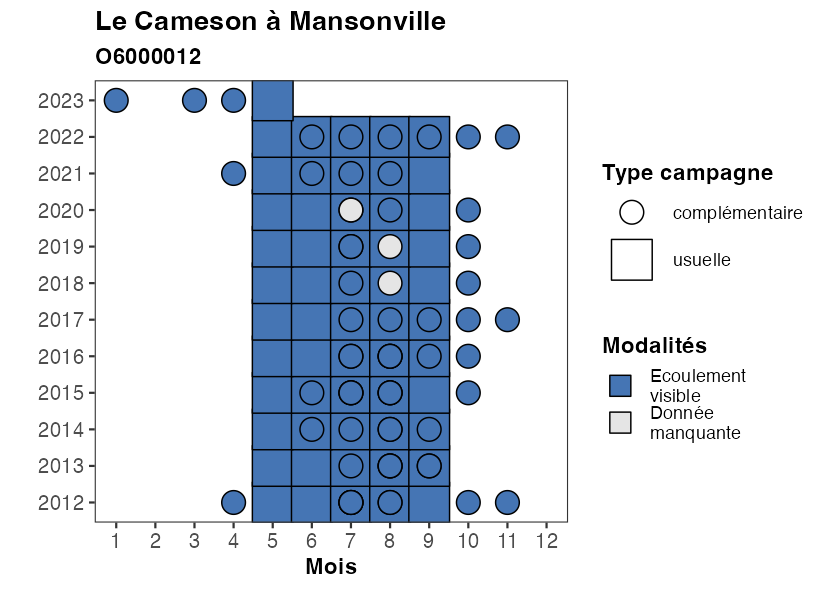 Le Cameson à Mansonville
O6000012
2023
2022
2021
2020
2019
2018
2017
2016
2015
2014
2013
2012
1 2 3 4 5 6 7 8 9 10 11 12
Mois
Type campagne
complémentaire
usuelle
Modalités
Ecoulement
visible
Donnée
manquante